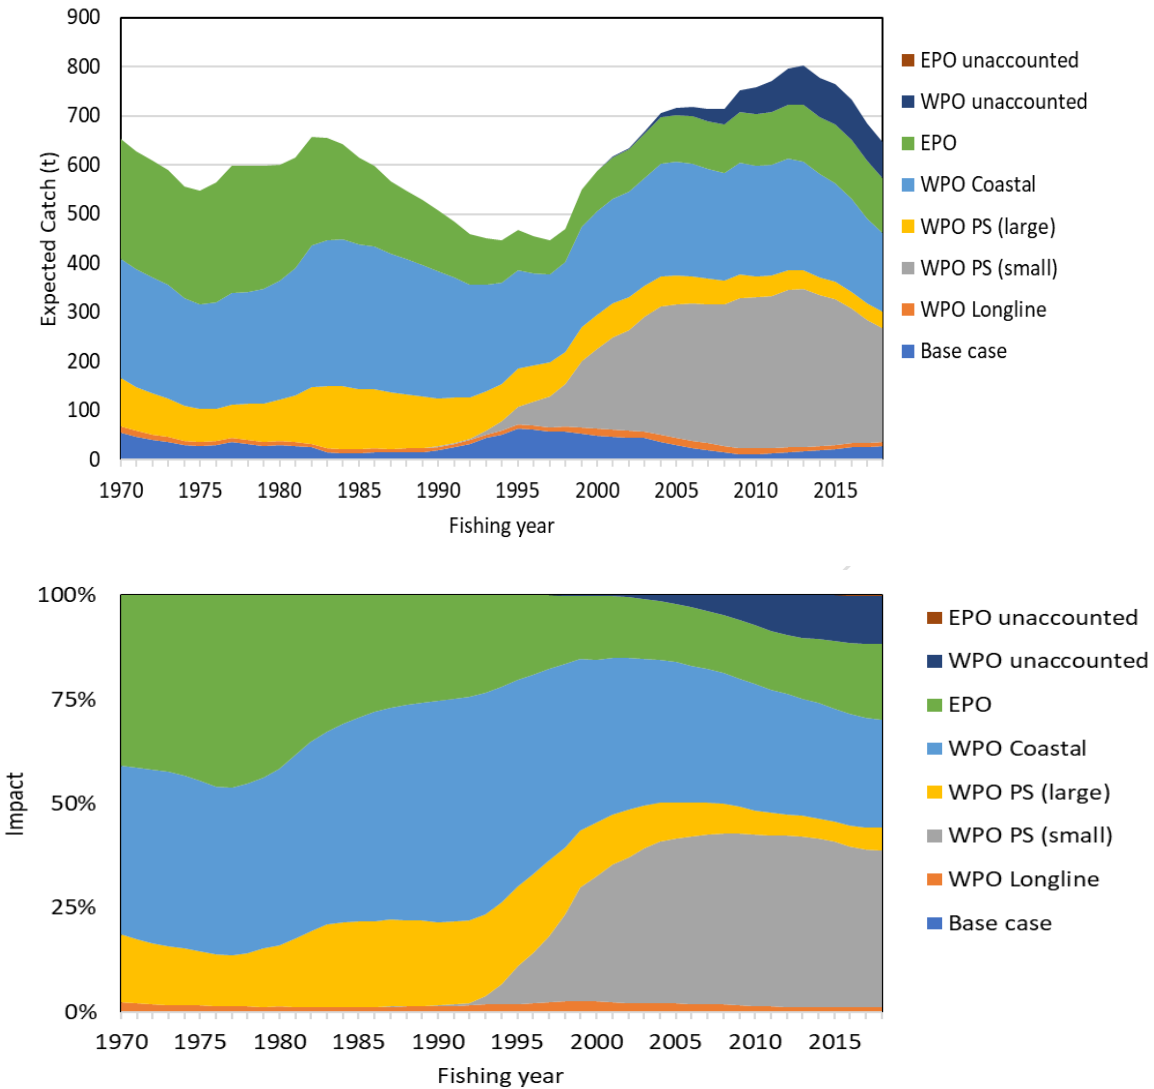 900
800
700
600
500
400
300
200
100
0
Expected Catch (t)
1970 1975 1980 1985 1990 1995 2000 2005 2010 2015
Fishing year
EPO unaccounted
WPO unaccounted
EPO
WPO Coastal
WPO PS (large)
WPO PS (small)
WPO Longline
Base case
100%
75%
50%
25%
0%
Impact
1970 1975 1980 1985 1990 1995 2000 2005 2010 2015
Fishing year
EPO unaccounted
WPO unaccounted
EPO
WPO Coastal
WPO PS (large)
WPO PS (small)
WPO Longline
Base case